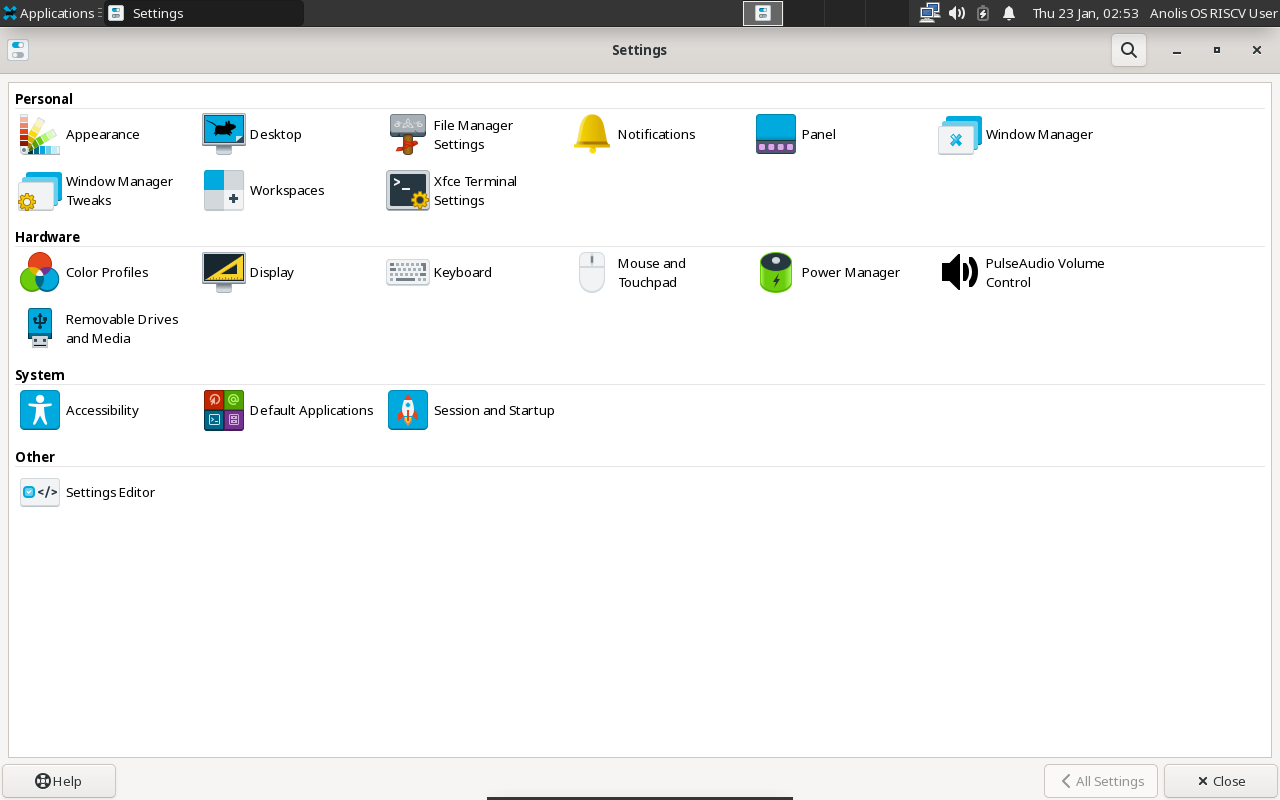 Applications Settings Thu 23 Jan, 02:53 Anolis OS RISCV User
Settings
Personal
Appearance
Desktop
File Manager
Settings
Notifications
Panel
Window Manager
Window Manager
Tweaks
Workspaces
Xfce Terminal
Settings
Hardware
Color Profiles
Display
Keyboard
Mouse and
Touchpad
Power Manager
PulseAudio Volume
Control
Removable Drives
and Media
System
Accessibility
Default Applications
Session and Startup
Other
Settings Editor
Help
All Settings
Close